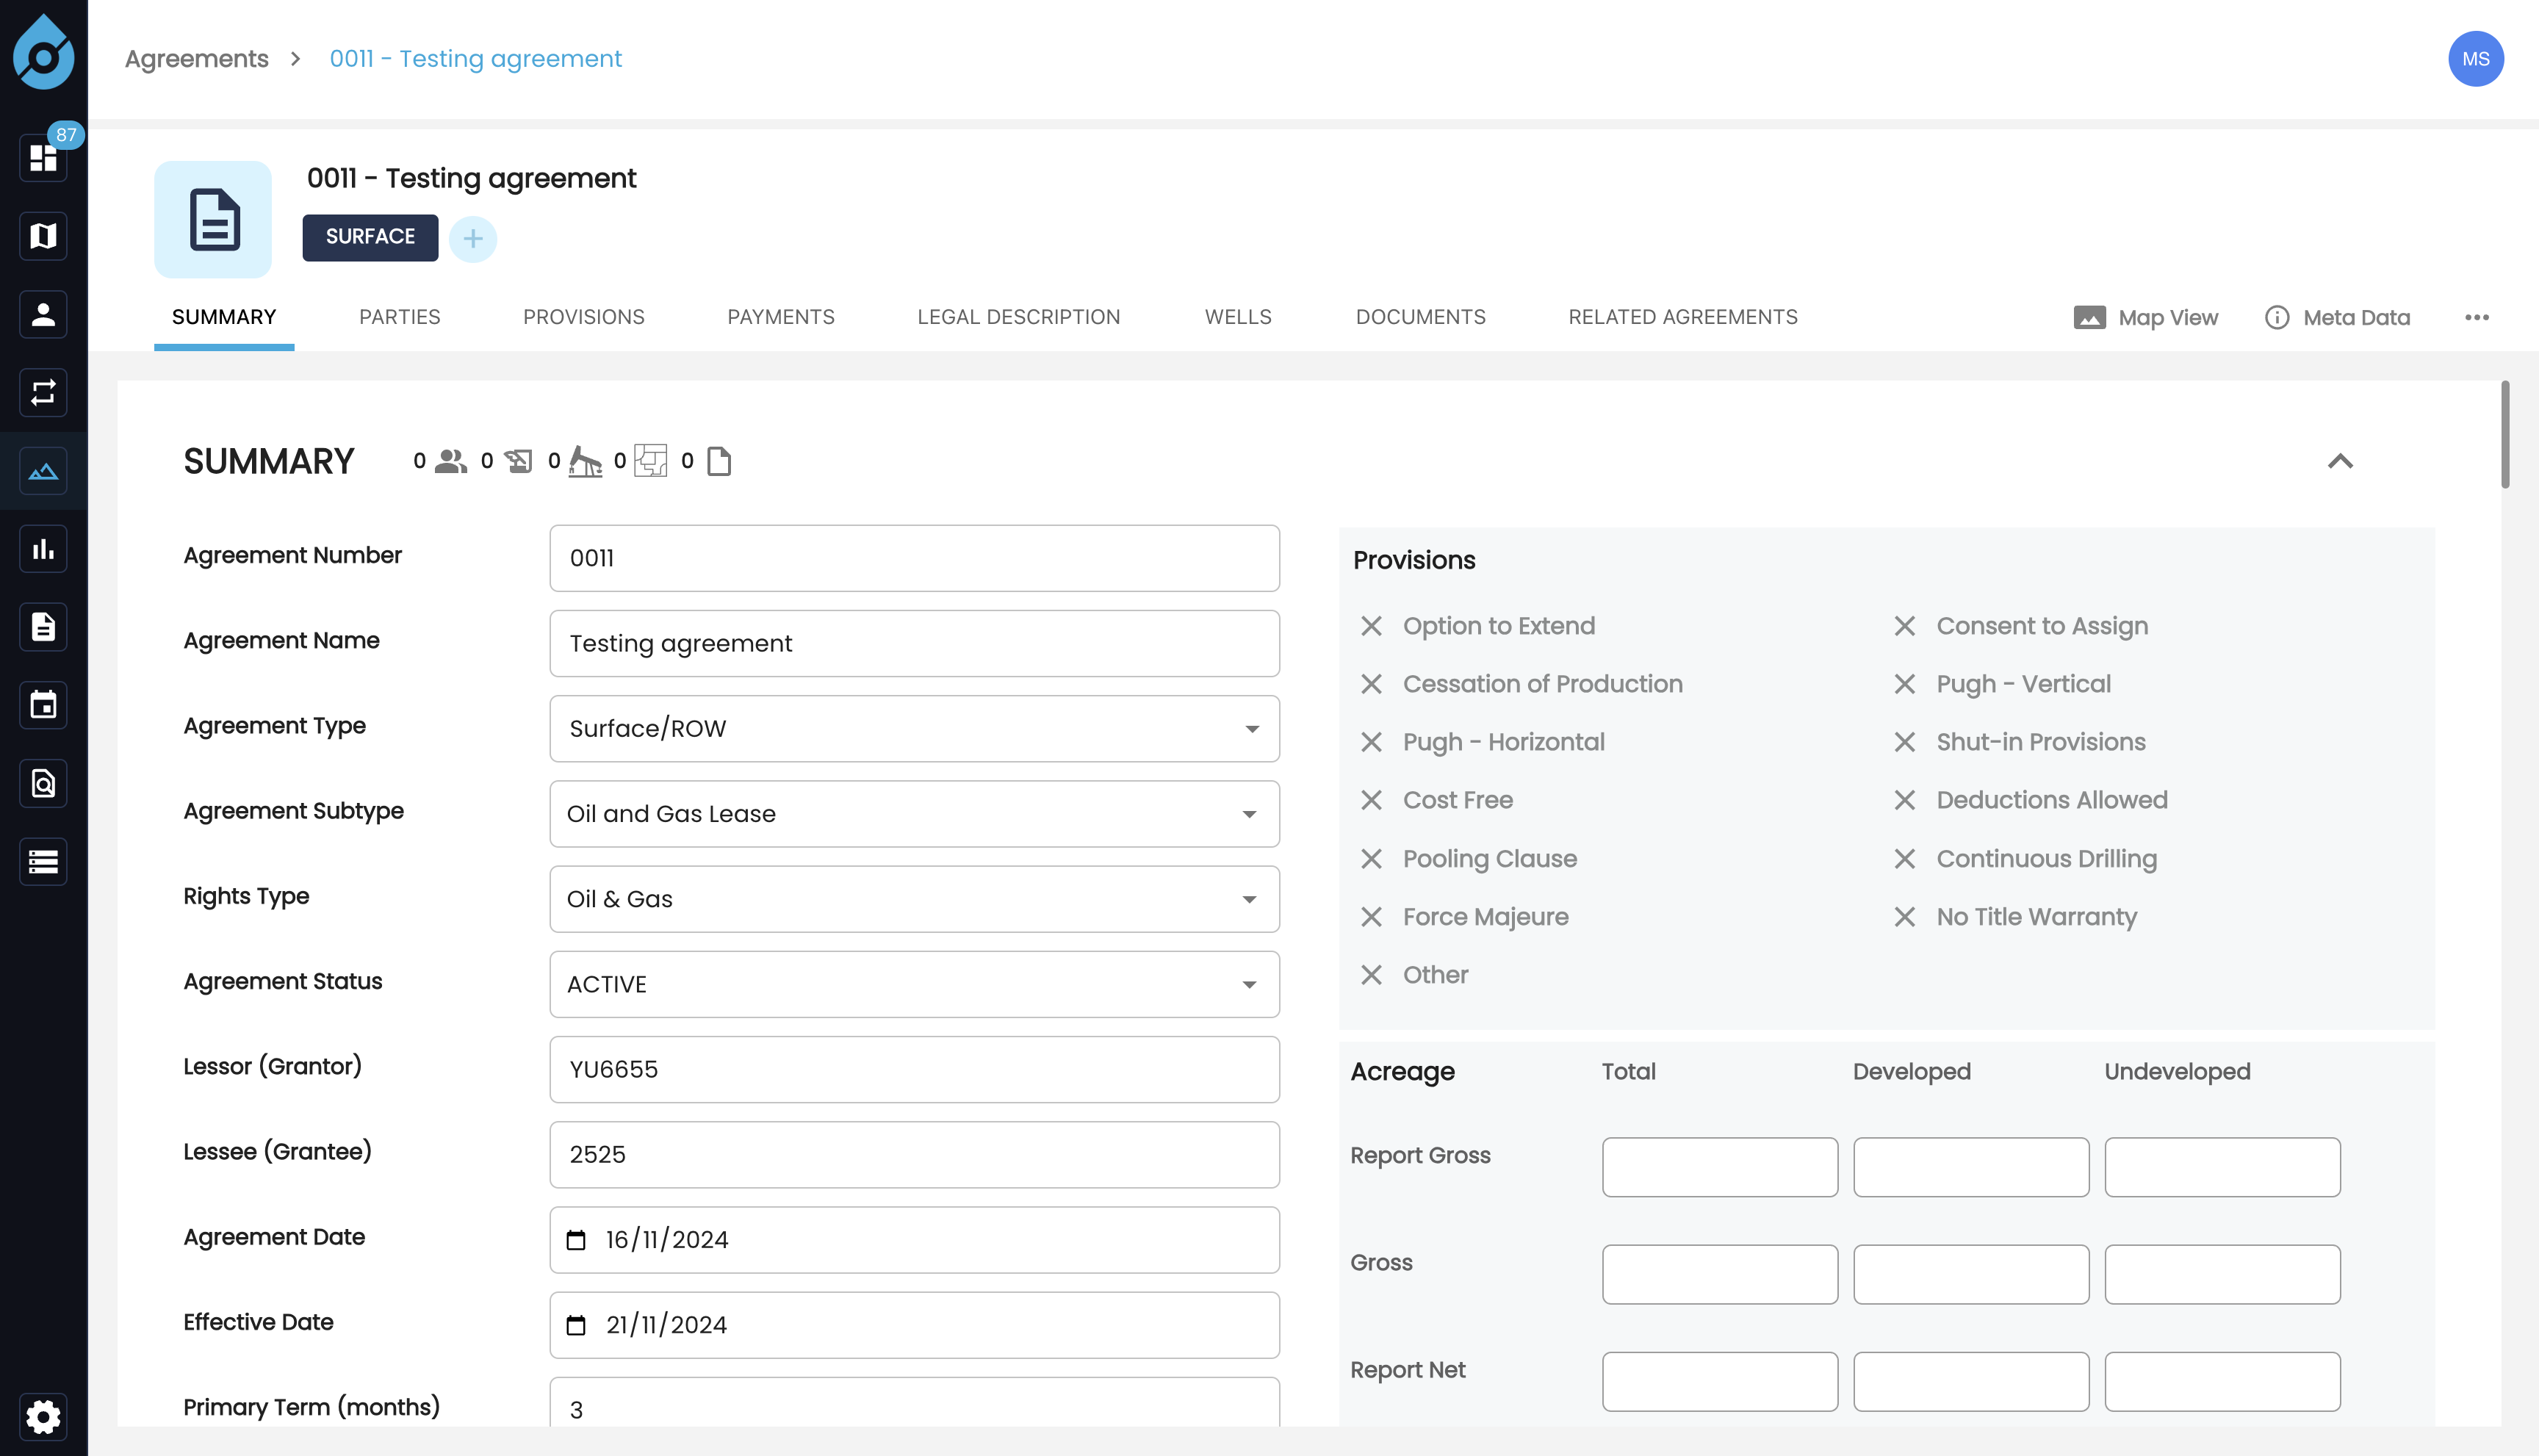 Agreements > 0011 - Testing agreement
MS
87
0011 - Testing agreement
SURFACE
+
SUMMARY PARTIES PROVISIONS PAYMENTS LEGAL DESCRIPTION WELLS DOCUMENTS RELATED AGREEMENTS Map View Meta Data ...
SUMMARY 0 0 0 0 0
Agreement Number 0011
Agreement Name Testing agreement
Agreement Type Surface/ROW
Agreement Subtype Oil and Gas Lease
Rights Type Oil & Gas
Agreement Status ACTIVE
Lessor (Grantor) YU6655
Lessee (Grantee) 2525
Agreement Date 16/11/2024
Effective Date 21/11/2024
Primary Term (months) 3
Provisions
Option to Extend Consent to Assign
Cessation of Production Pugh - Vertical
Pugh - Horizontal Shut-in Provisions
Cost Free Deductions Allowed
Pooling Clause Continuous Drilling
Force Majeure No Title Warranty
Other
Acreage Total Developed Undeveloped
Report Gross
Gross
Report Net